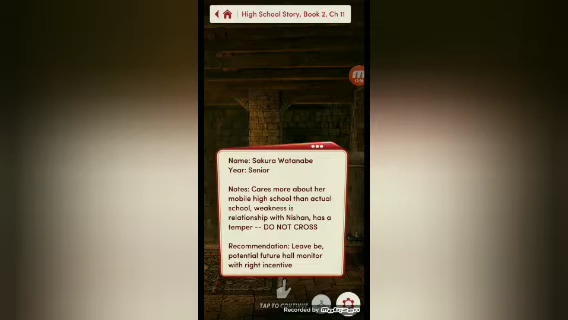 High School Story, Book 2, Ch 11
Name: Sakura Watanabe
Year: Senior
Notes: Cares more about her
mobile high school than actual
school, weakness is
relationship with Nishan, has a
temper -- DO NOT CROSS
Recommendation: Leave be,
potential future hall monitor
with right incentive
TAP TO CONTINUE
Recorded by